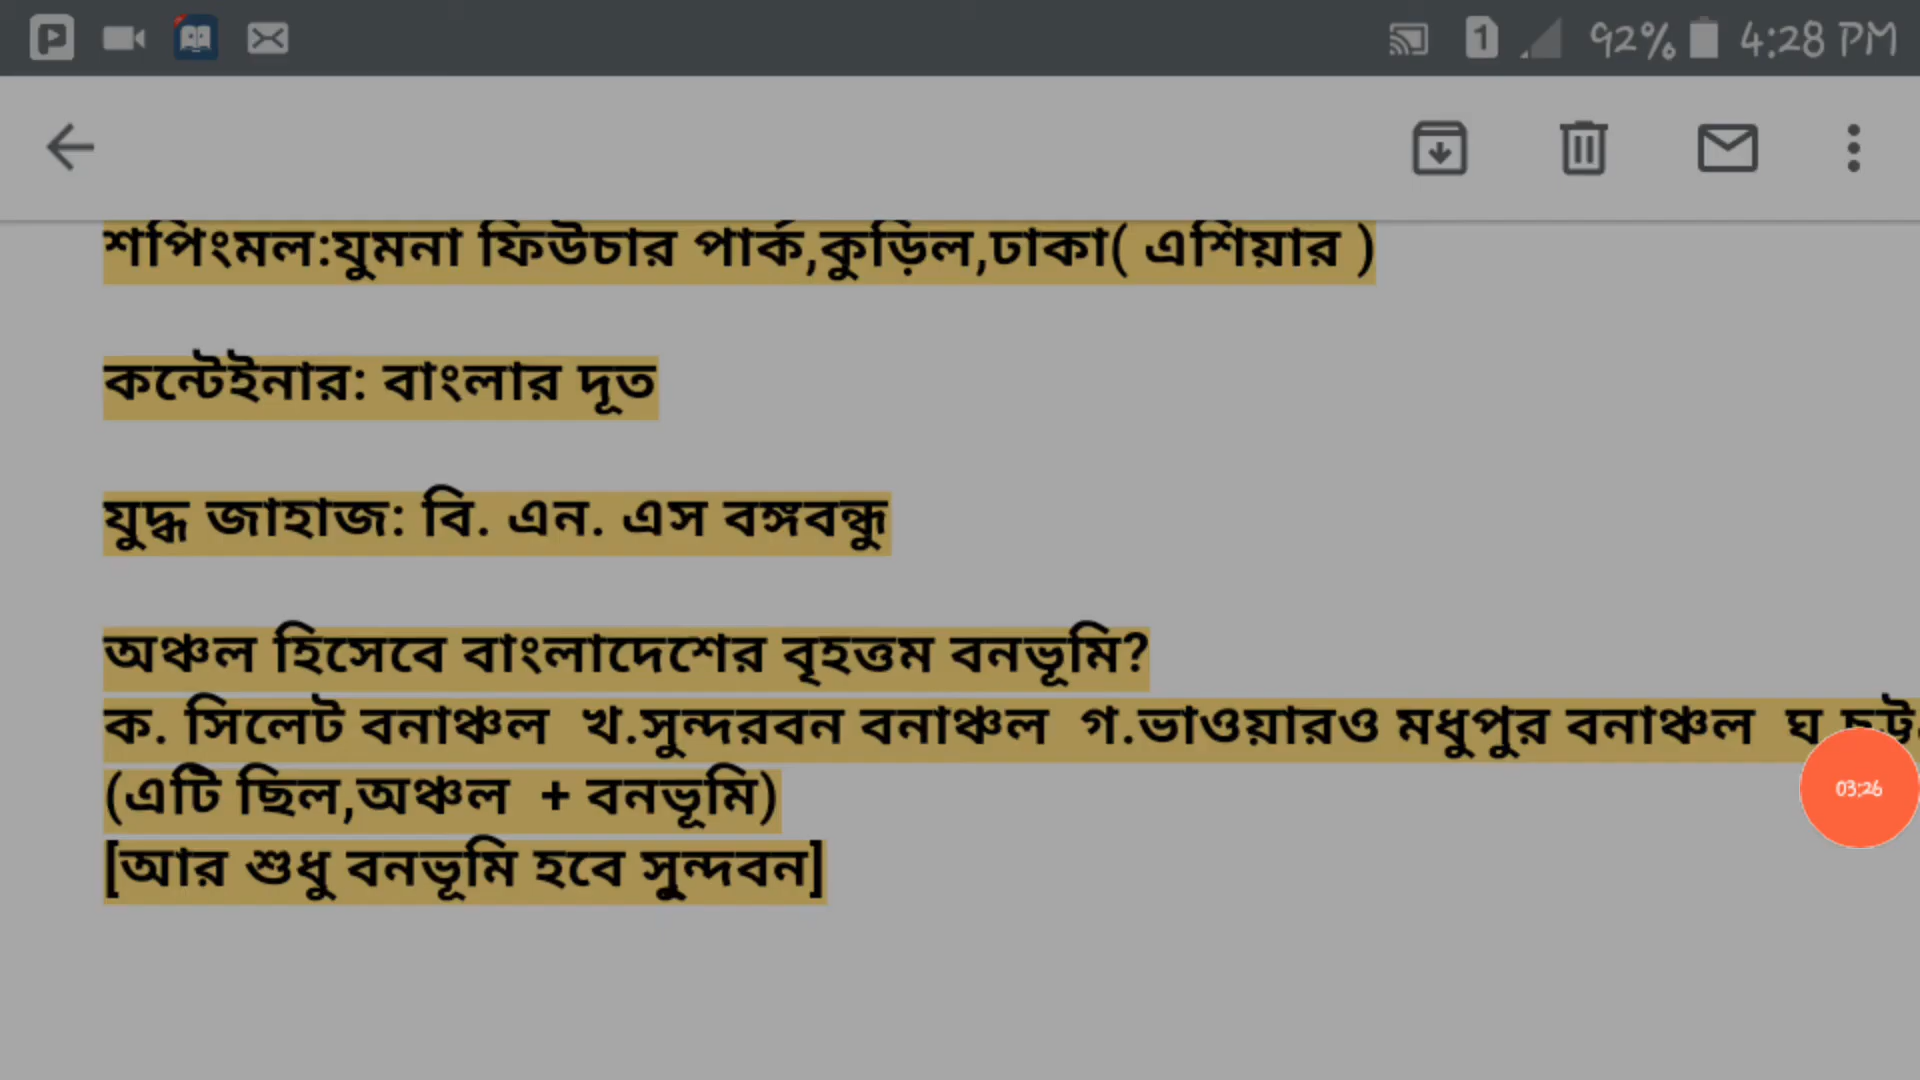 92% 4:28 PM
শপিংমল:যুমনা ফিউচার পার্ক,কুড়িল,ঢাকা( এশিয়ার )
কন্টেইনার: বাংলার দূত
যুদ্ধ জাহাজ: বি. এন. এস বঙ্গবন্ধু
অঞ্চল হিসেবে বাংলাদেশের বৃহত্তম বনভূমি?
ক. সিলেট বনাঞ্চল খ.সুন্দরবন বনাঞ্চল গ.ভাওয়ারও মধুপুর বনাঞ্চল ঘ
03:26
(এটি ছিল,অঞ্চল + বনভূমি)
[আর শুধু বনভূমি হবে সুুন্দবন]